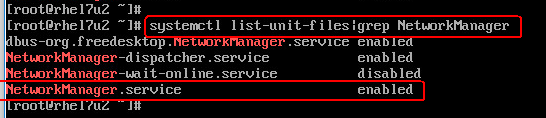 [root@rhel7u2 ~]#
[root@rhel7u2 ~]# systemctl list-unit-files|grep NetworkManager
dbus-org.freedesktop.NetworkManager.service enabled
NetworkManager-dispatcher.service enabled
NetworkManager-wait-online.service disabled
NetworkManager.service enabled
[root@rhel7u2 ~]#